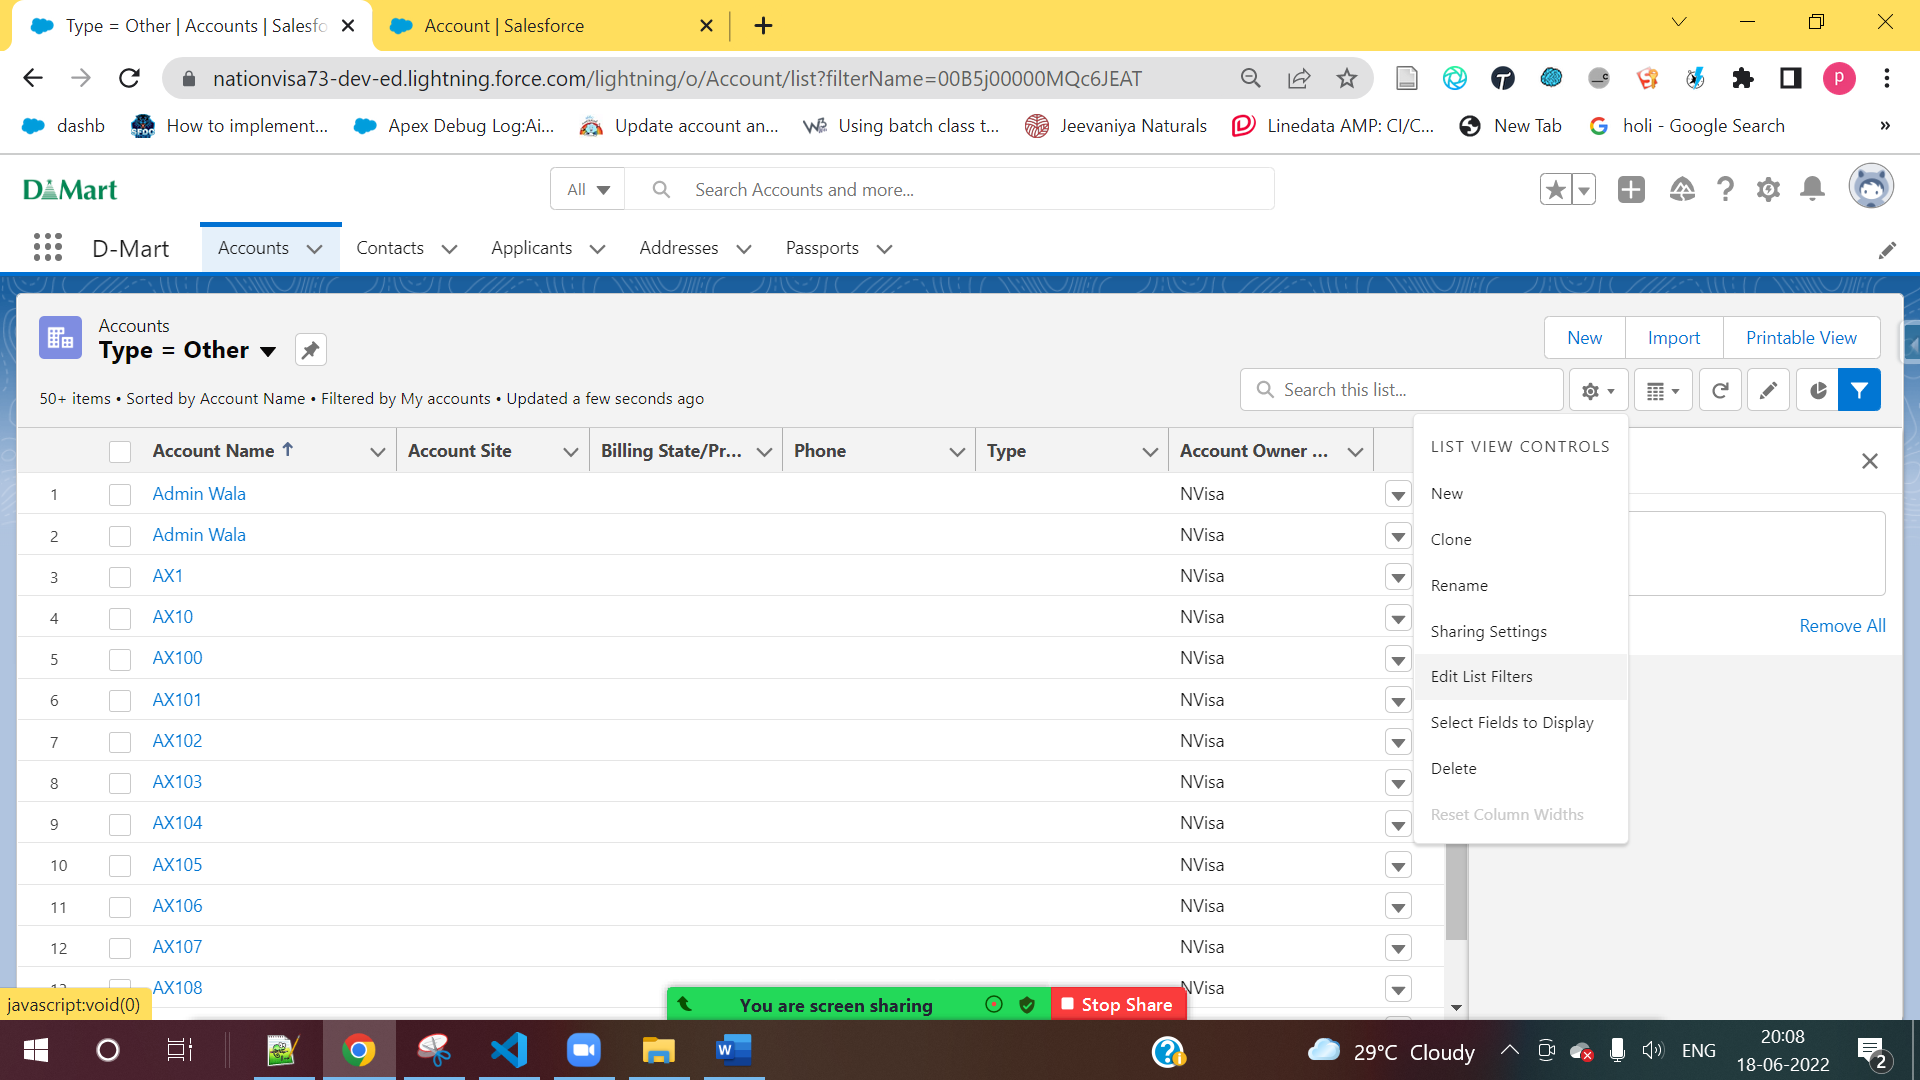 Type = Other | Accounts | Salesfo
Account | Salesforce
nationvisa73-dev-ed.lightning.force.com/lightning/o/Account/list?filterName=00B5j00000MQc6JEAT
P
dashb
How to implement...
Apex Debug Log:Ai...
Update account an...
Using batch class t...
Jeevaniya Naturals
Linedata AMP: CI/C...
New Tab
holi - Google Search
»
D Mart
All
Search Accounts and more...
D-Mart
Accounts
Contacts
Applicants
Addresses
Passports
Accounts
Type = Other
New
Import
Printable View
50+ items • Sorted by Account Name • Filtered by My accounts • Updated a few seconds ago
Search this list...
Account Name ↑
Account Site
Billing State/Pr...
Phone
Type
Account Owner ...
1 Admin Wala NVisa
2 Admin Wala NVisa
3 AX1 NVisa
4 AX10 NVisa
5 AX100 NVisa
6 AX101 NVisa
7 AX102 NVisa
8 AX103 NVisa
9 AX104 NVisa
10 AX105 NVisa
11 AX106 NVisa
12 AX107 NVisa
AX108 NVisa
LIST VIEW CONTROLS
New
Clone
Rename
Sharing Settings
Edit List Filters
Select Fields to Display
Delete
Reset Column Widths
Remove All
javascript:void(0)
You are screen sharing
Stop Share
29°C Cloudy
ENG
20:08
18-06-2022
2